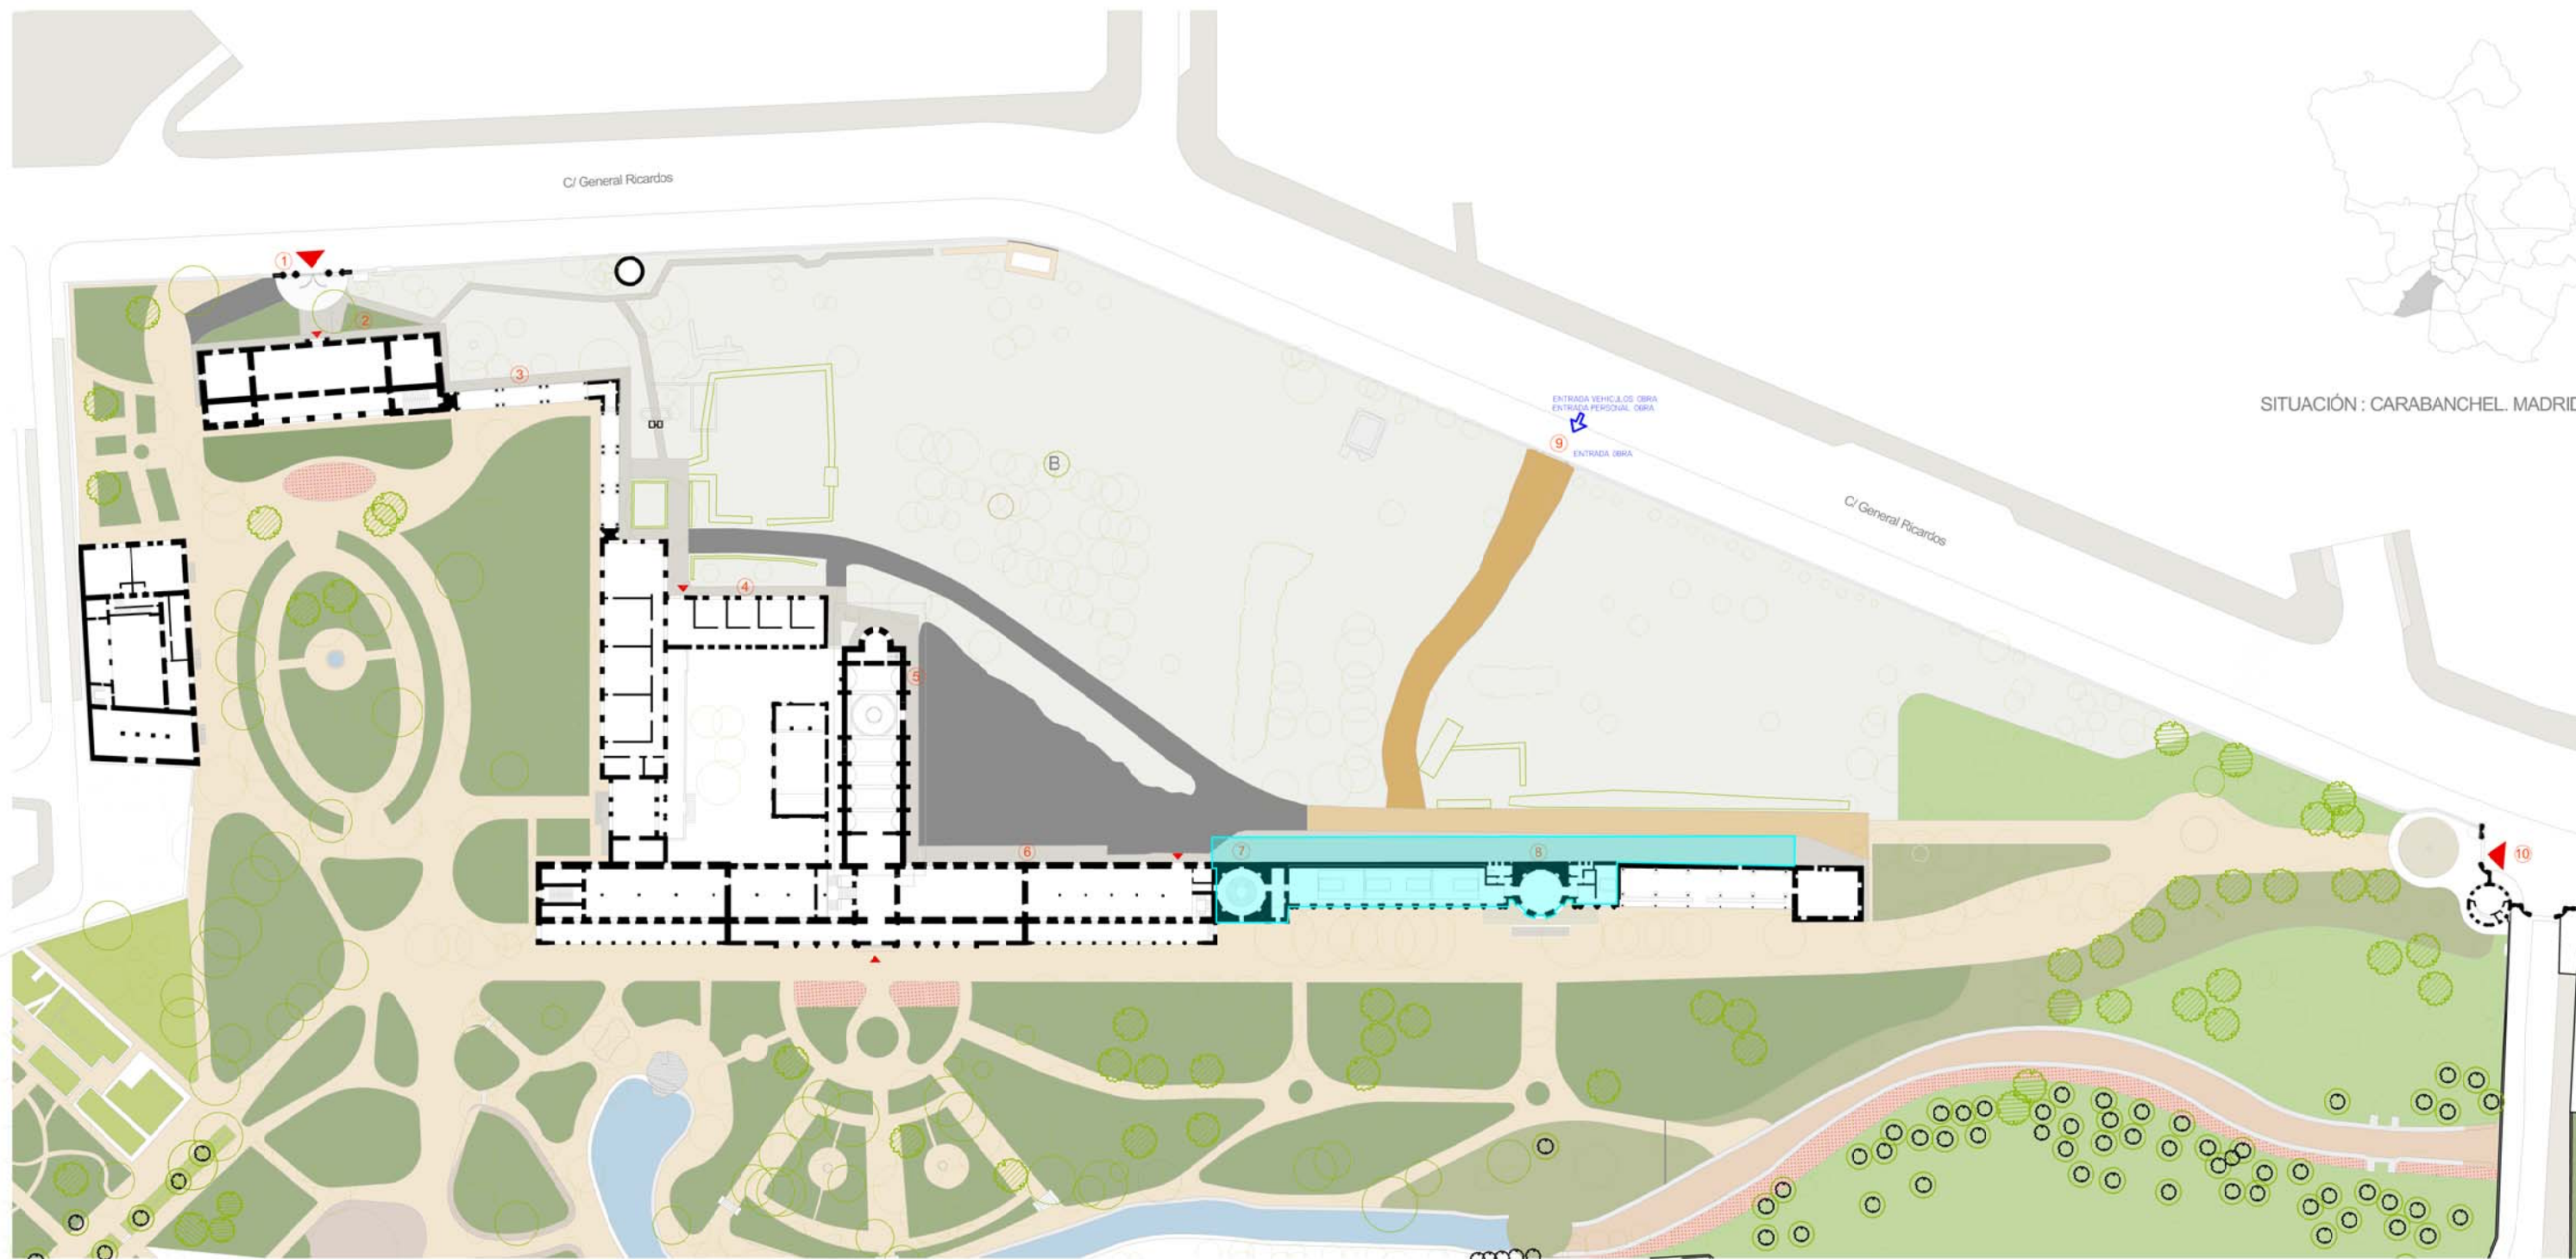 C/ General Ricardos
1
2
3
ENTRADA VEHICULOS OBRA
ENTRADA PERSONAL OBRA
9
ENTRADA OBRA
SITUACIÓN : CARABANCHEL. MADRID
B
C/ General Ricardos
4
5
6
7
8
10